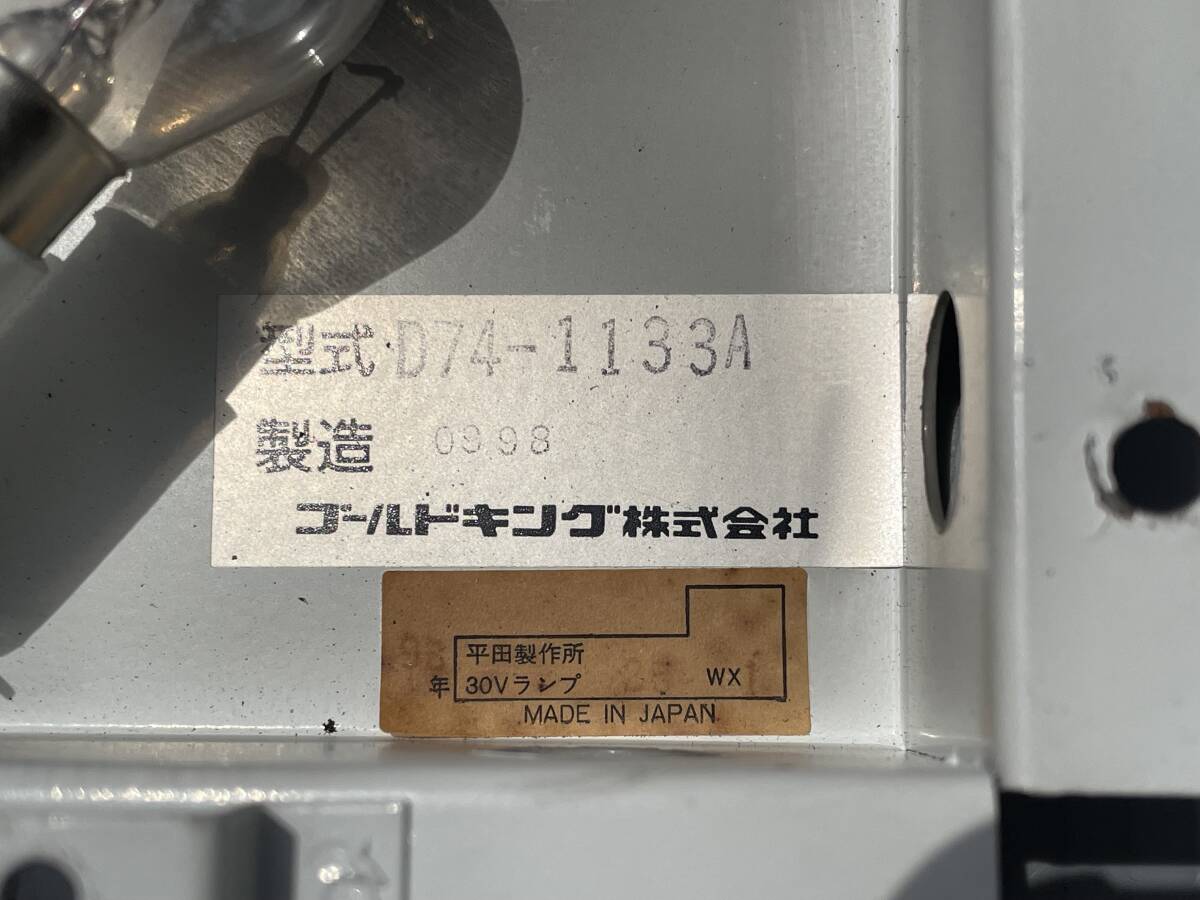 型式 D74-1133A
製造 0998
ゴールドキング株式会社
平田製作所
年 30Vランプ WX
MADE IN JAPAN